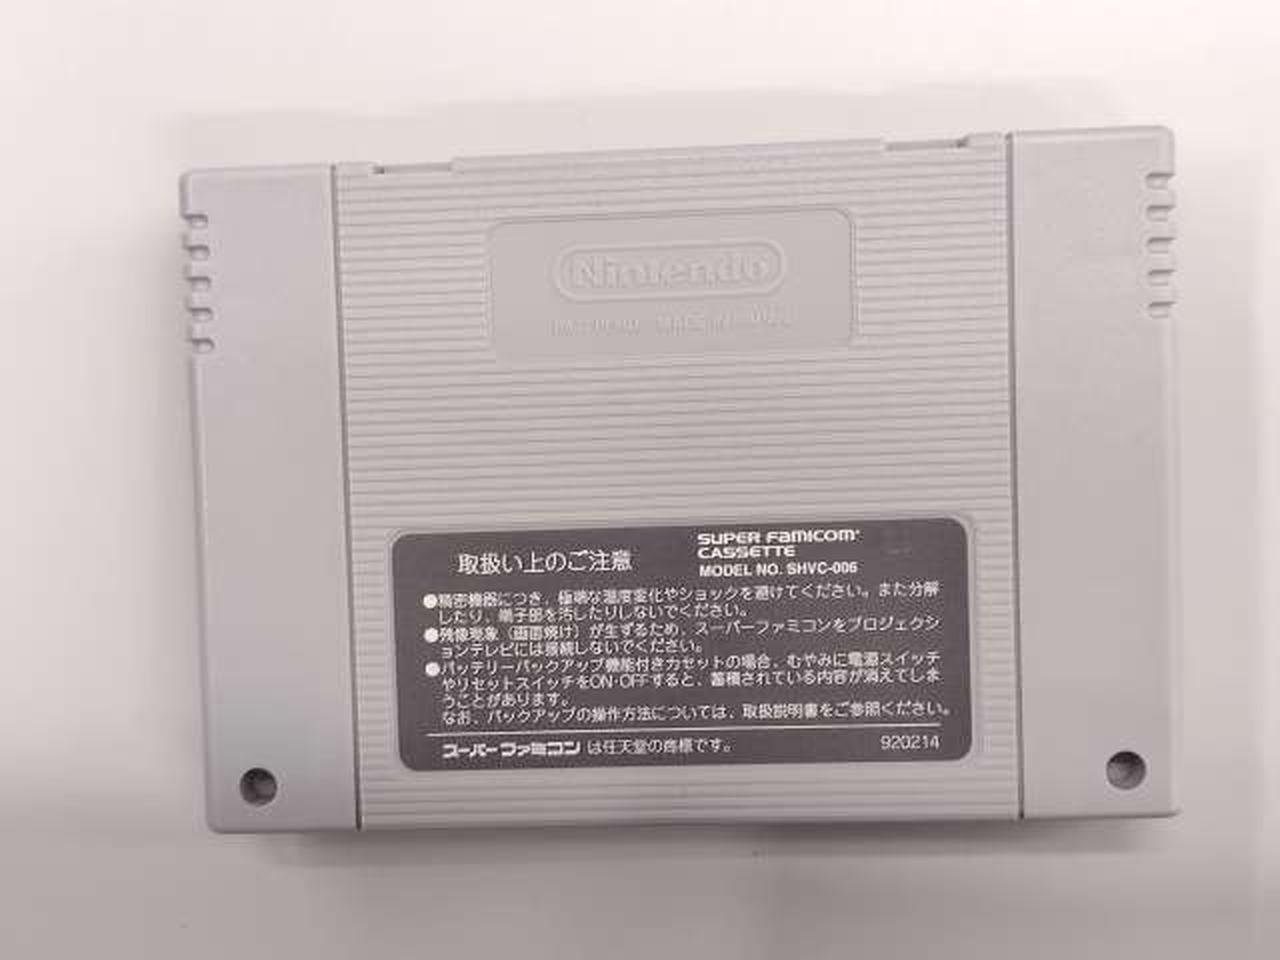 Nintendo
取扱い上のご注意
SUPER FAMICOM
CASSETTE
MODEL NO. SHVC-006
●精密機器につき、極端な温度変化やショックを避けてください。また分解
したり、端子部を汚したりしないでください。
●残像現象（画面焼け）が生ずるため、スーパーファミコンをプロジェクシ
ョンテレビには接続しないでください。
●バッテリーバックアップ機能付きカセットの場合、むやみに電源スイッチ
やリセットスイッチをON・OFFすると、蓄積されている内容が消えてしま
うことがあります。
なお、バックアップの操作方法については、取扱説明書をご参照ください。
スーパーファミコン は任天堂の商標です。
920214